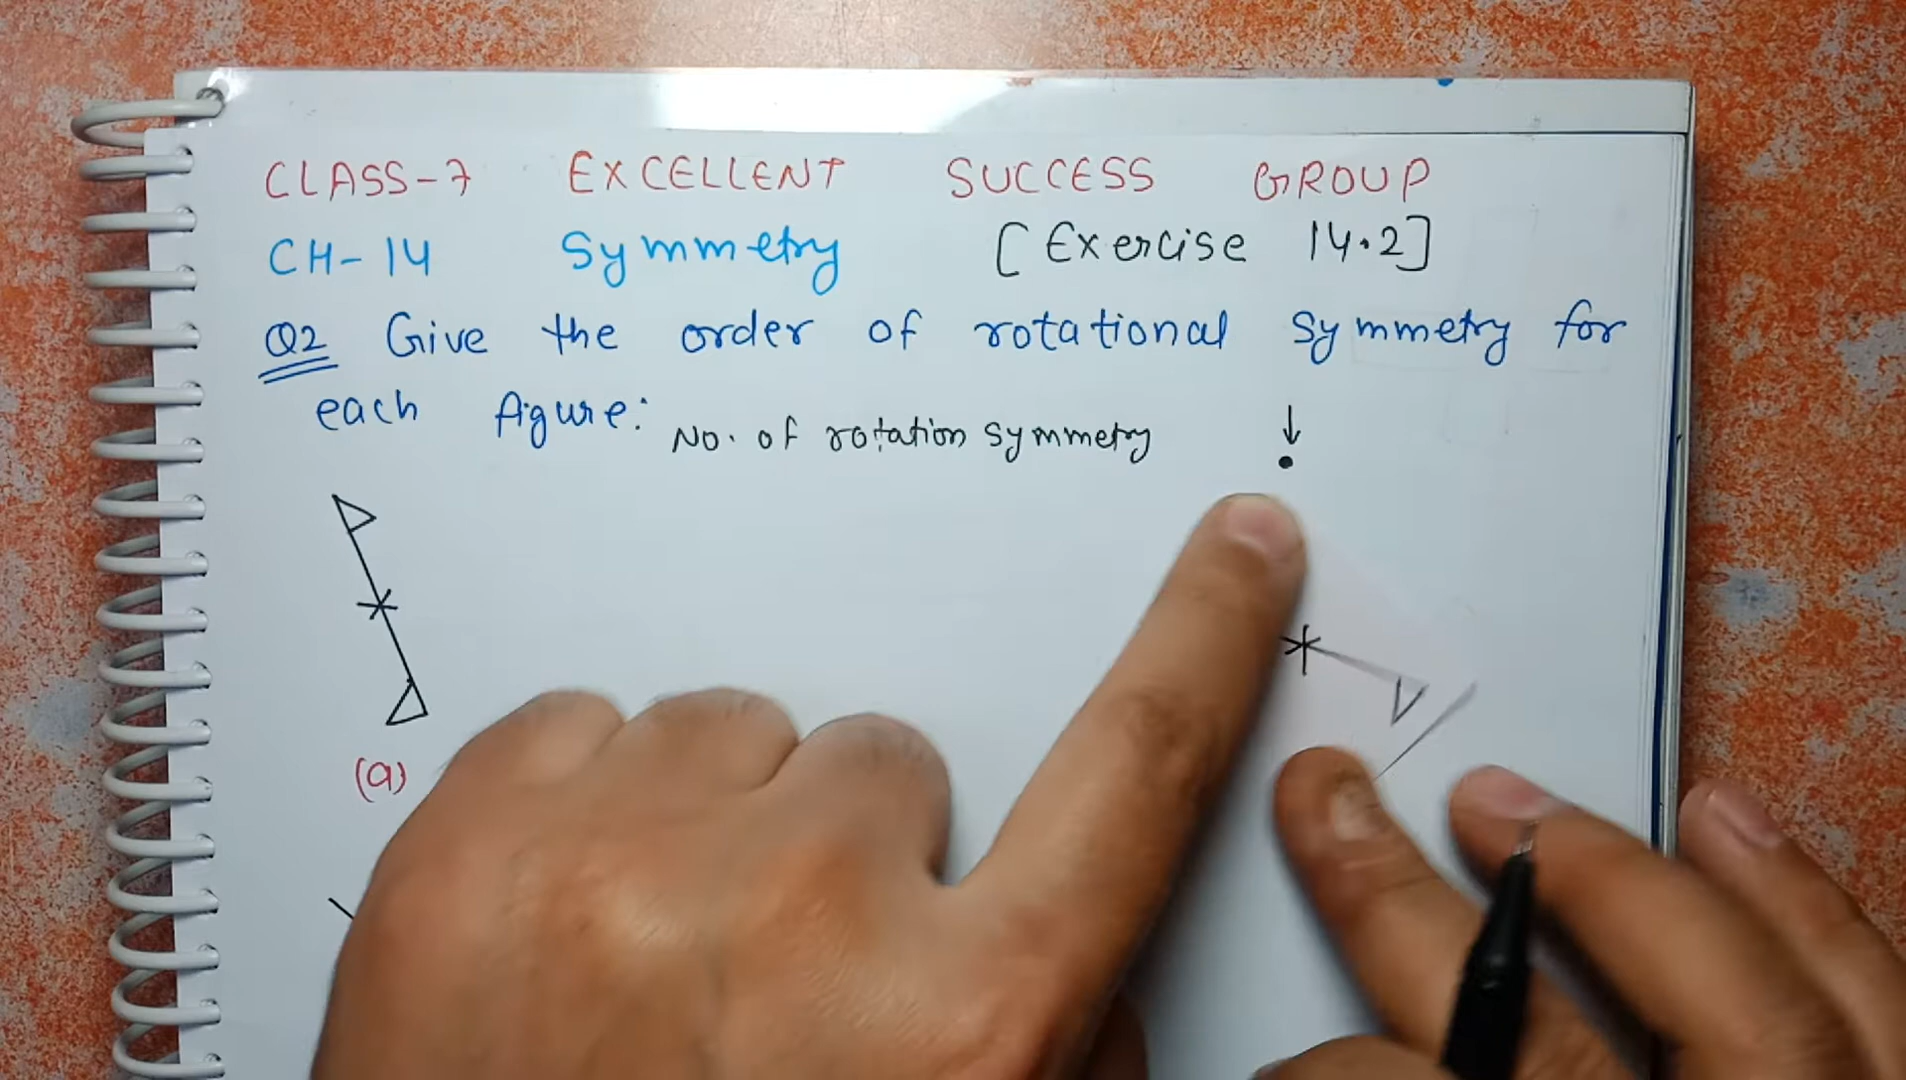 CLASS-7 EXCELLENT SUCCESS GROUP
CH-14 Symmetry [Exercise 14.2]
Q2 Give the order of rotational Symmetry for
each figure:
No. of rotation symmetry
(a)